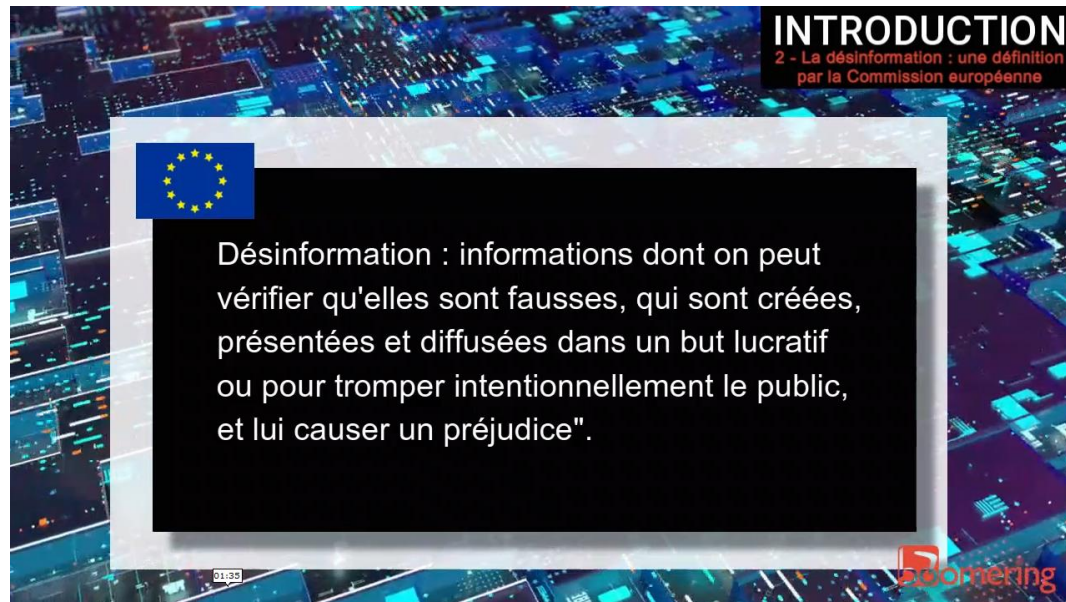 INTRODUCTION
2 - La désinformation : une définition
par la Commission européenne
Désinformation : informations dont on peut
vérifier qu'elles sont fausses, qui sont créées,
présentées et diffusées dans un but lucratif
ou pour tromper intentionnellement le public,
et lui causer un préjudice".
01:35